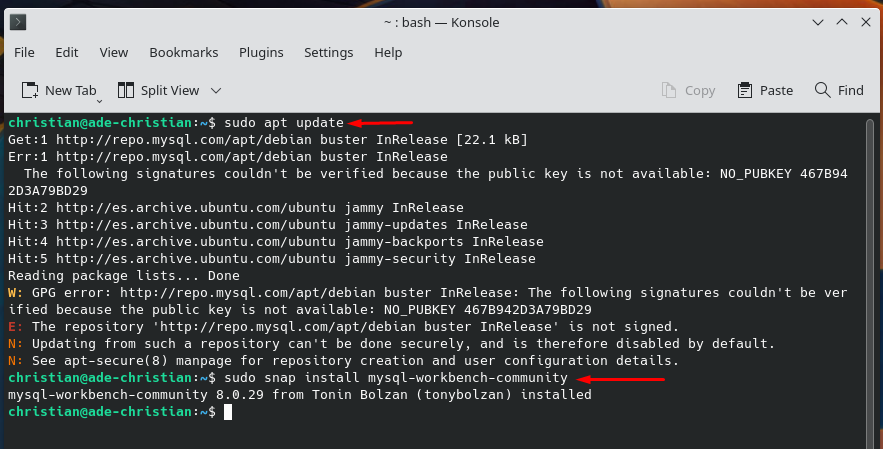 ~ : bash — Konsole
File Edit View Bookmarks Plugins Settings Help
New Tab Split View Copy Paste Find
christian@ade-christian:~$ sudo apt update
Get:1 http://repo.mysql.com/apt/debian buster InRelease [22.1 kB]
Err:1 http://repo.mysql.com/apt/debian buster InRelease
  The following signatures couldn't be verified because the public key is not available: NO_PUBKEY 467B94
2D3A79BD29
Hit:2 http://es.archive.ubuntu.com/ubuntu jammy InRelease
Hit:3 http://es.archive.ubuntu.com/ubuntu jammy-updates InRelease
Hit:4 http://es.archive.ubuntu.com/ubuntu jammy-backports InRelease
Hit:5 http://es.archive.ubuntu.com/ubuntu jammy-security InRelease
Reading package lists... Done
W: GPG error: http://repo.mysql.com/apt/debian buster InRelease: The following signatures couldn't be ver
ified because the public key is not available: NO_PUBKEY 467B942D3A79BD29
E: The repository 'http://repo.mysql.com/apt/debian buster InRelease' is not signed.
N: Updating from such a repository can't be done securely, and is therefore disabled by default.
N: See apt-secure(8) manpage for repository creation and user configuration details.
christian@ade-christian:~$ sudo snap install mysql-workbench-community
mysql-workbench-community 8.0.29 from Tonin Bolzan (tonybolzan) installed
christian@ade-christian:~$